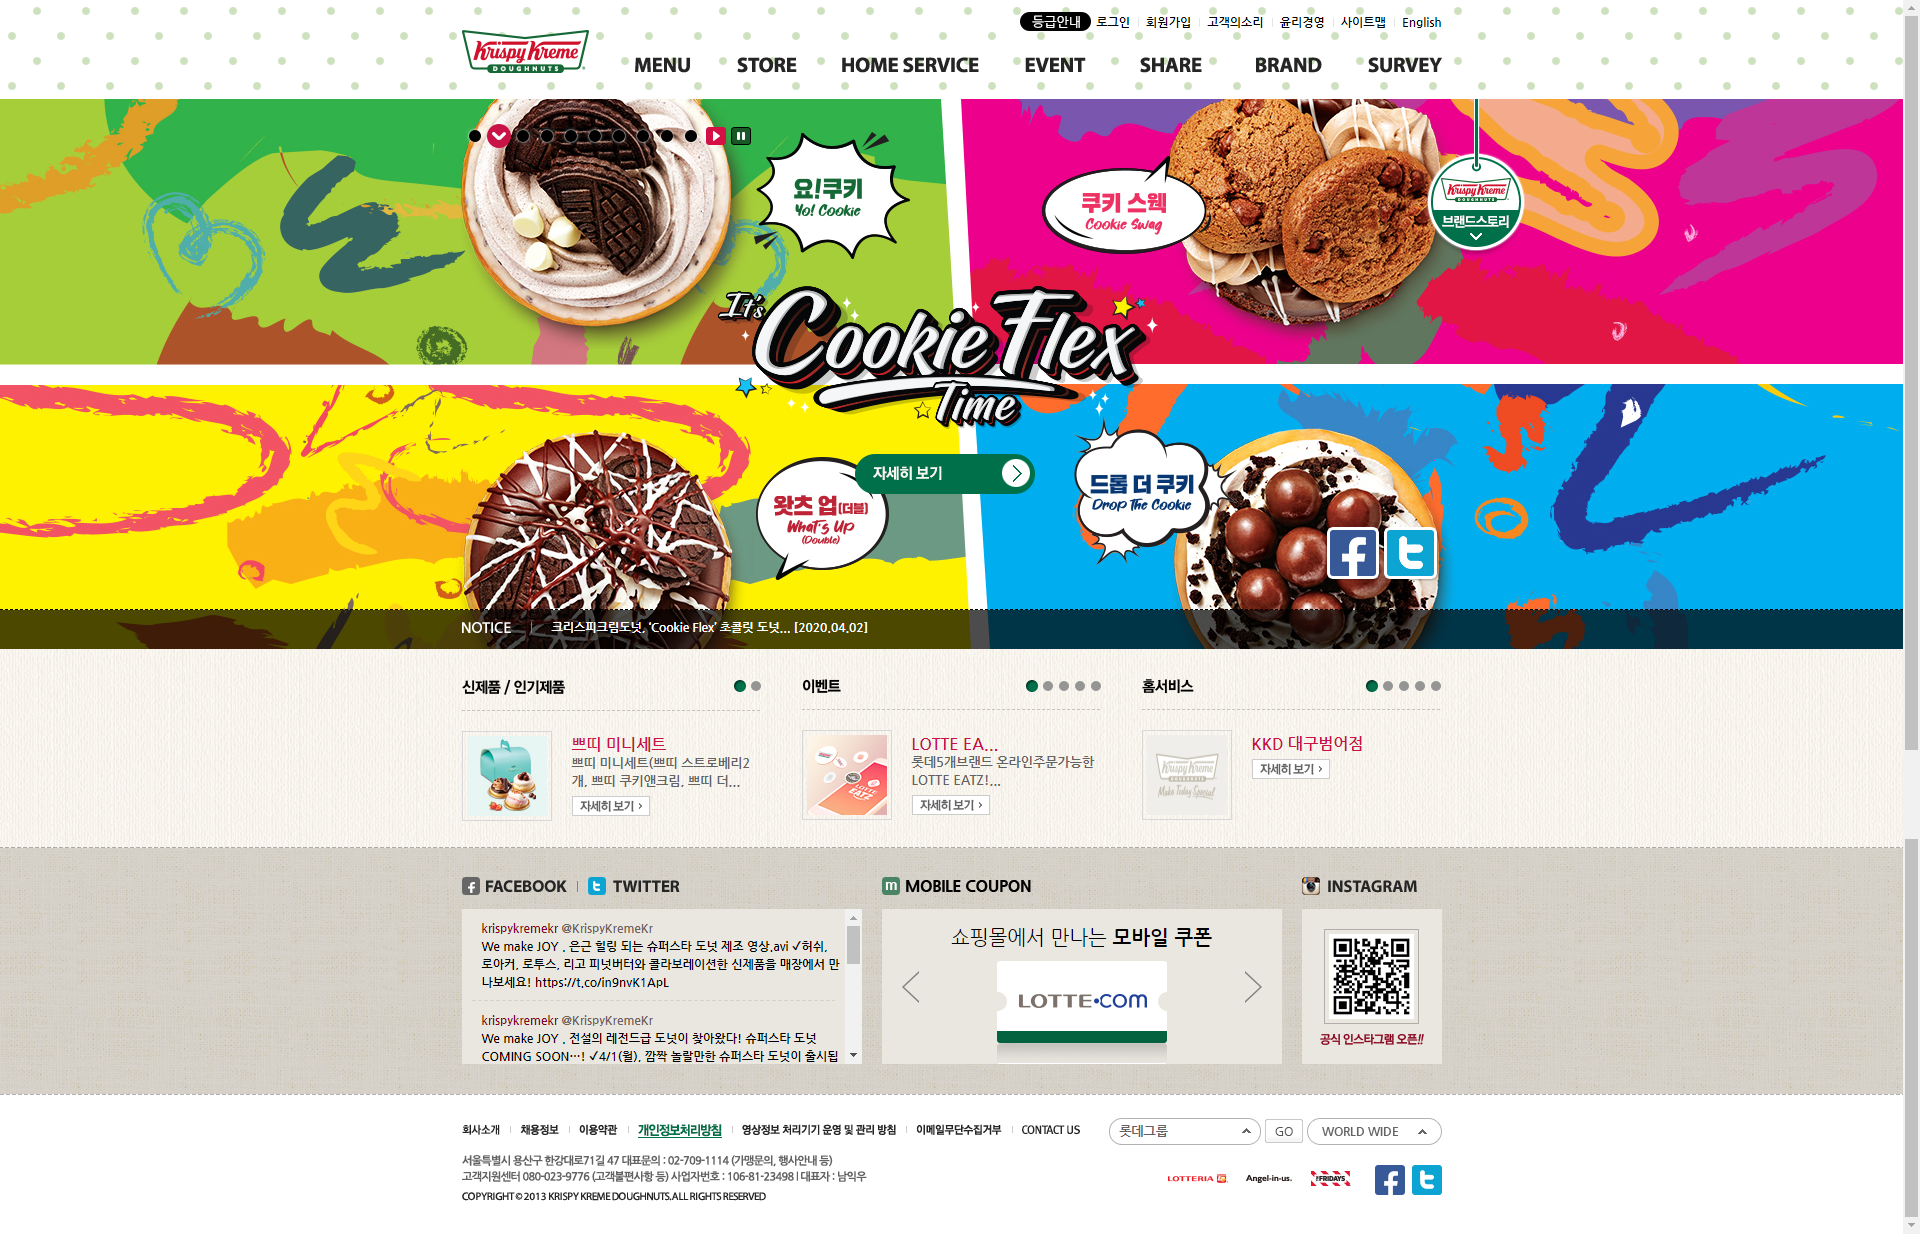 등급안내 로그인 회원가입 고객의소리 윤리경영 사이트맵 English
Krispy Kreme
DOUGHNUTS
MENU STORE HOME SERVICE EVENT SHARE BRAND SURVEY
요!쿠키
Yo! Cookie
쿠키 스웩
Cookie Swag
Krispy Kreme
브랜드스토리
It's
Cookie Flex
Time
자세히 보기
왓츠 업(더블)
What's Up
(Double)
드롭 더 쿠키
Drop The Cookie
NOTICE 크리스피크림도넛, 'Cookie Flex' 초콜릿 도넛... [2020.04.02]
신제품 / 인기제품
쁘띠 미니세트
쁘띠 미니세트(쁘띠 스트로베리2
개, 쁘띠 쿠키앤크림, 쁘띠 더...
자세히 보기
이벤트
LOTTE EATZ
LOTTE EA...
롯데5개브랜드 온라인주문가능한
LOTTE EATZ!...
자세히 보기
홈서비스
Krispy Kreme
DOUGHNUTS
Make Today Special
KKD 대구범어점
자세히 보기
FACEBOOK TWITTER
krispykremekr @KrispyKremeKr
We make JOY . 은근 힐링 되는 슈퍼스타 도넛 제조 영상.avi ✓허쉬,
로아커, 로투스, 리고 피넛버터와 콜라보레이션한 신제품을 매장에서 만
나보세요! https://t.co/in9nvK1ApL
krispykremekr @KrispyKremeKr
We make JOY . 전설의 레전드급 도넛이 찾아왔다! 슈퍼스타 도넛
COMING SOON…! ✓4/1(월), 깜짝 놀랄만한 슈퍼스타 도넛이 출시됩
m MOBILE COUPON
쇼핑몰에서 만나는 모바일 쿠폰
LOTTE•COM
INSTAGRAM
공식 인스타그램 오픈!!
회사소개 채용정보 이용약관 개인정보처리방침 영상정보 처리기기 운영 및 관리 방침 이메일무단수집거부 CONTACT US
롯데그룹 GO WORLD WIDE
서울특별시 용산구 한강대로71길 47 대표문의 : 02-709-1114 (가맹문의, 행사안내 등)
고객지원센터 080-023-9776 (고객불편사항 등) 사업자번호 : 106-81-23498 | 대표자 : 남익우
COPYRIGHT © 2013 KRISPY KREME DOUGHNUTS. ALL RIGHTS RESERVED
LOTTERIA Angel-in-us. FRIDAYS